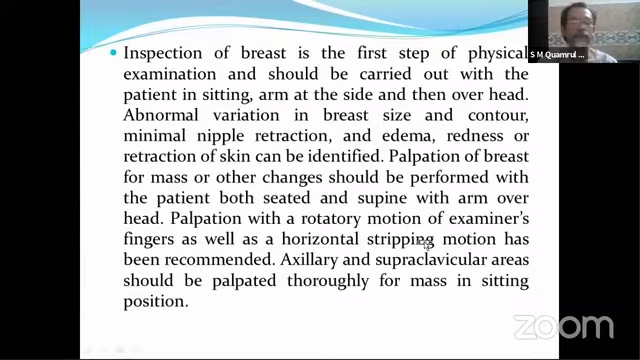 • Inspection of breast is the first step of physical
examination and should be carried out with the
patient in sitting, arm at the side and then over head.
Abnormal variation in breast size and contour,
minimal nipple retraction, and edema, redness or
retraction of skin can be identified. Palpation of breast
for mass or other changes should be performed with
the patient both seated and supine with arm over
head. Palpation with a rotatory motion of examiner's
fingers as well as a horizontal stripping motion has
been recommended. Axillary and supraclavicular areas
should be palpated thoroughly for mass in sitting
position.
S M Quamrul ...
zoom